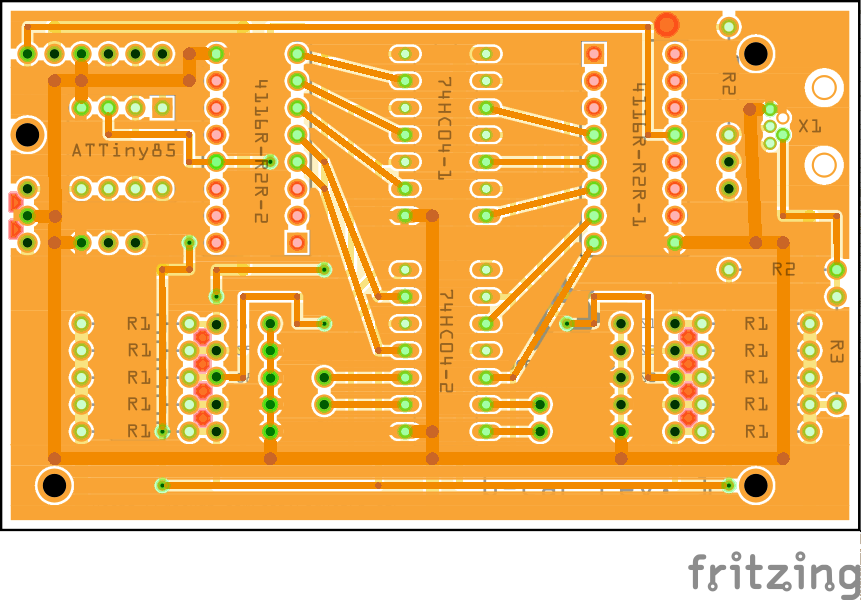 R2
X1
ATTiny85
4116R-R2R-2
74HC04-1
4116R-R2R-1
R2
74HC04-2
R1
R1
R1
R1
R1
R1
R1
R1
R1
R1
R3
fritzing